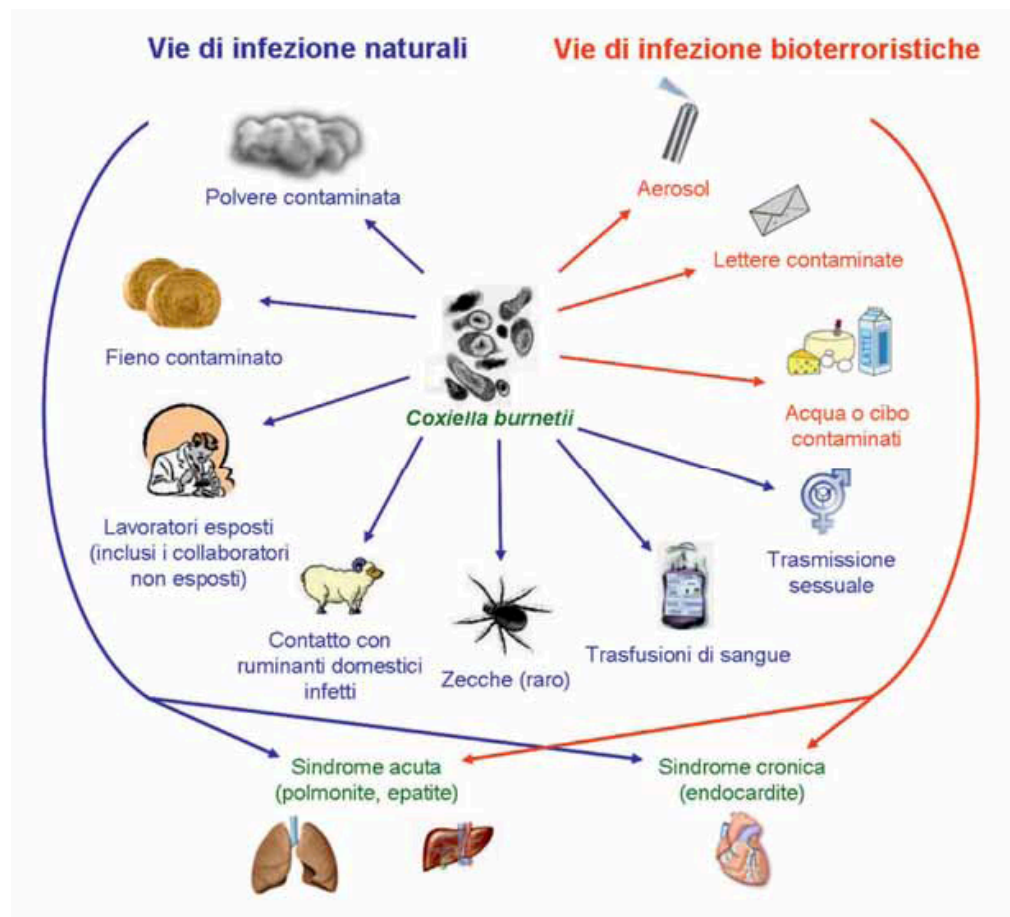 Vie di infezione naturali
Vie di infezione bioterroristiche
Polvere contaminata
Aerosol
Lettere contaminate
Fieno contaminato
LATTE
Acqua o cibo
contaminati
Coxiella burnetii
Lavoratori esposti
(inclusi i collaboratori
non esposti)
Trasmissione
sessuale
Contatto con
ruminanti domestici
infetti
Zecche (raro)
Trasfusioni di sangue
Sindrome acuta
(polmonite, epatite)
Sindrome cronica
(endocardite)